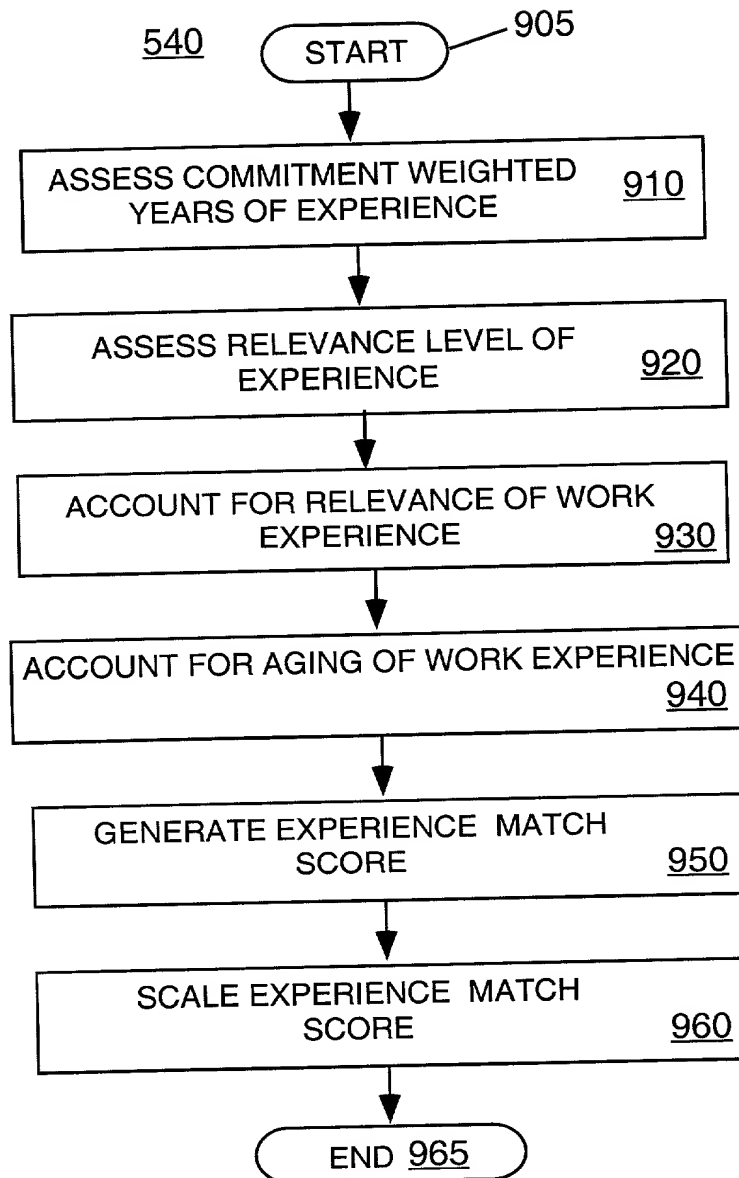 540
START
905
ASSESS COMMITMENT WEIGHTED
YEARS OF EXPERIENCE
910
ASSESS RELEVANCE LEVEL OF
EXPERIENCE
920
ACCOUNT FOR RELEVANCE OF WORK
EXPERIENCE
930
ACCOUNT FOR AGING OF WORK EXPERIENCE
940
GENERATE EXPERIENCE MATCH
SCORE
950
SCALE EXPERIENCE MATCH
SCORE
960
END 965